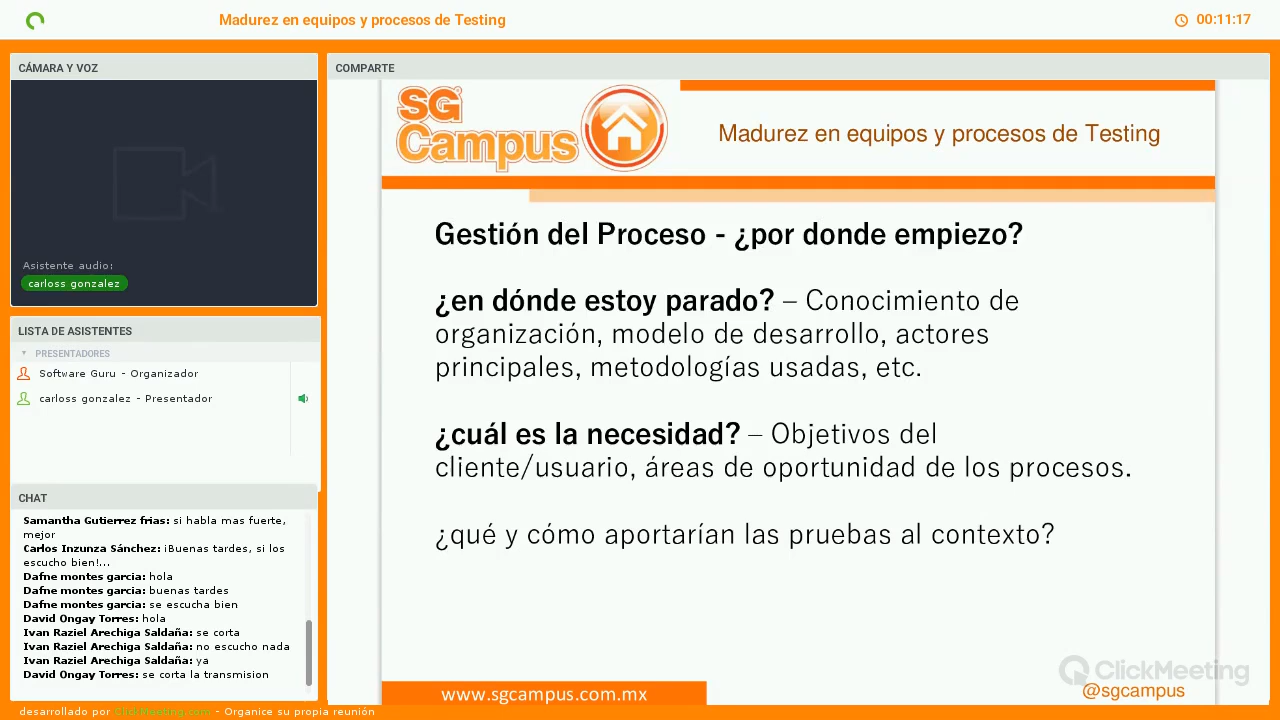 Madurez en equipos y procesos de Testing
00:11:17
CÁMARA Y VOZ
Asistente audio:
carloss gonzalez
LISTA DE ASISTENTES
PRESENTADORES
Software Guru - Organizador
carloss gonzalez - Presentador
CHAT
Samantha Gutierrez frias: si habla mas fuerte,
mejor
Carlos Inzunza Sánchez: ¡Buenas tardes, si los
escucho bien!...
Dafne montes garcia: hola
Dafne montes garcia: buenas tardes
Dafne montes garcia: se escucha bien
David Ongay Torres: hola
Ivan Raziel Arechiga Saldaña: se corta
Ivan Raziel Arechiga Saldaña: no escucho nada
Ivan Raziel Arechiga Saldaña: ya
David Ongay Torres: se corta la transmision
COMPARTE
SG
Campus
Madurez en equipos y procesos de Testing
Gestión del Proceso - ¿por donde empiezo?
¿en dónde estoy parado? – Conocimiento de
organización, modelo de desarrollo, actores
principales, metodologías usadas, etc.
¿cuál es la necesidad? – Objetivos del
cliente/usuario, áreas de oportunidad de los procesos.
¿qué y cómo aportarían las pruebas al contexto?
ClickMeeting
www.sgcampus.com.mx
@sgcampus
desarrollado por ClickMeeting.com - Organice su propia reunión